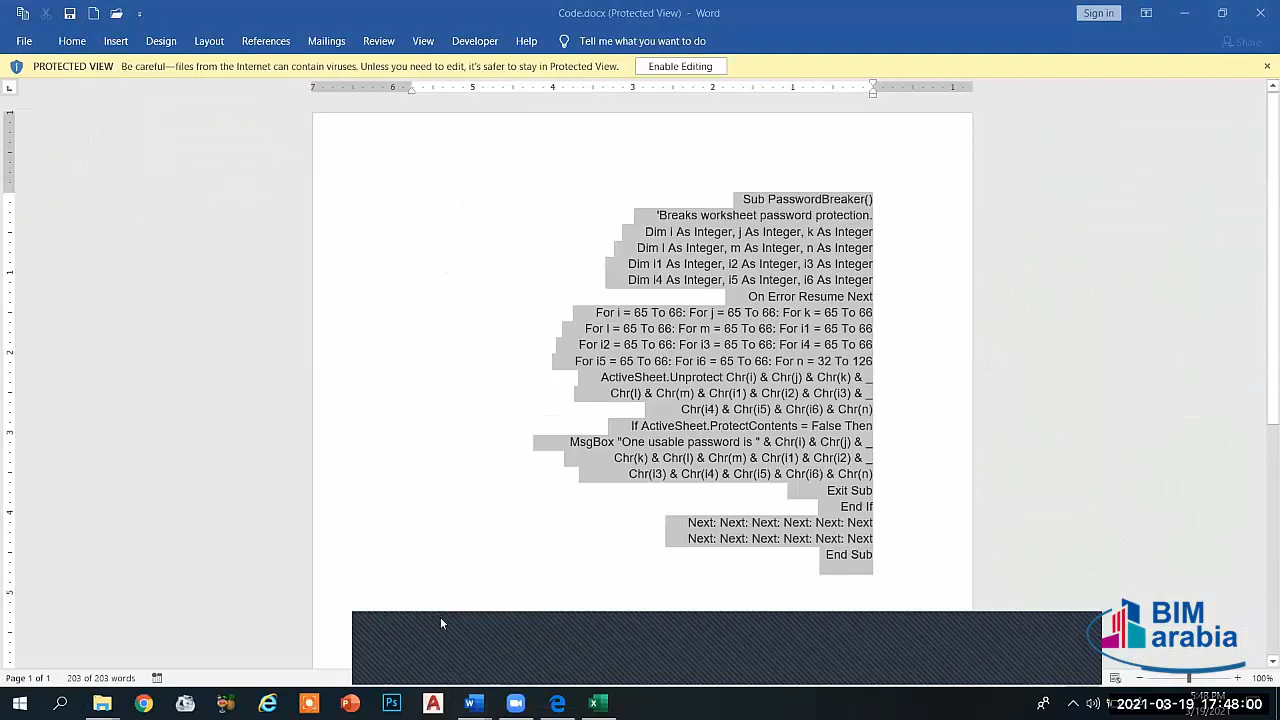 Code.docx (Protected View) - Word
Sign in
File Home Insert Design Layout References Mailings Review View Developer Help Tell me what you want to do Share
PROTECTED VIEW Be careful—files from the Internet can contain viruses. Unless you need to edit, it's safer to stay in Protected View. Enable Editing
7 6 5 4 3 2 1 1
Sub PasswordBreaker()
'Breaks worksheet password protection.
Dim I As Integer, j As Integer, k As Integer
Dim l As Integer, m As Integer, n As Integer
Dim i1 As Integer, i2 As Integer, i3 As Integer
Dim i4 As Integer, i5 As Integer, i6 As Integer
On Error Resume Next
For i = 65 To 66: For j = 65 To 66: For k = 65 To 66
For l = 65 To 66: For m = 65 To 66: For i1 = 65 To 66
For i2 = 65 To 66: For i3 = 65 To 66: For i4 = 65 To 66
For i5 = 65 To 66: For i6 = 65 To 66: For n = 32 To 126
ActiveSheet.Unprotect Chr(i) & Chr(j) & Chr(k) & _
Chr(l) & Chr(m) & Chr(i1) & Chr(i2) & Chr(i3) & _
Chr(i4) & Chr(i5) & Chr(i6) & Chr(n)
If ActiveSheet.ProtectContents = False Then
MsgBox "One usable password is " & Chr(i) & Chr(j) & _
Chr(k) & Chr(l) & Chr(m) & Chr(i1) & Chr(i2) & _
Chr(i3) & Chr(i4) & Chr(i5) & Chr(i6) & Chr(n)
Exit Sub
End If
Next: Next: Next: Next: Next: Next
Next: Next: Next: Next: Next: Next
End Sub
BIM
arabia
Page 1 of 1 203 of 203 words 100%
2021-03-19 17:48:00